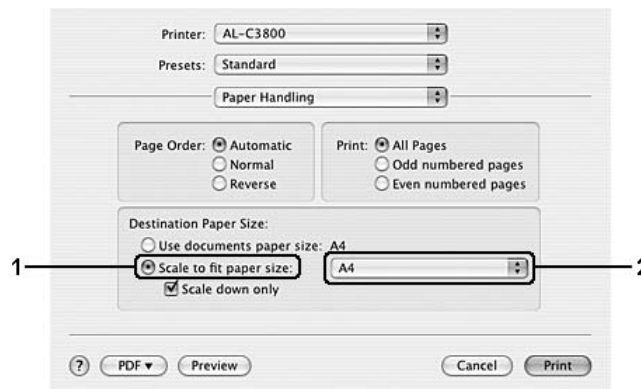 Printer: AL-C3800
Presets: Standard
Paper Handling
Page Order: Automatic
Normal
Reverse
Print: All Pages
Odd numbered pages
Even numbered pages
Destination Paper Size:
Use documents paper size: A4
1 Scale to fit paper size: A4 2
Scale down only
? PDF Preview Cancel Print